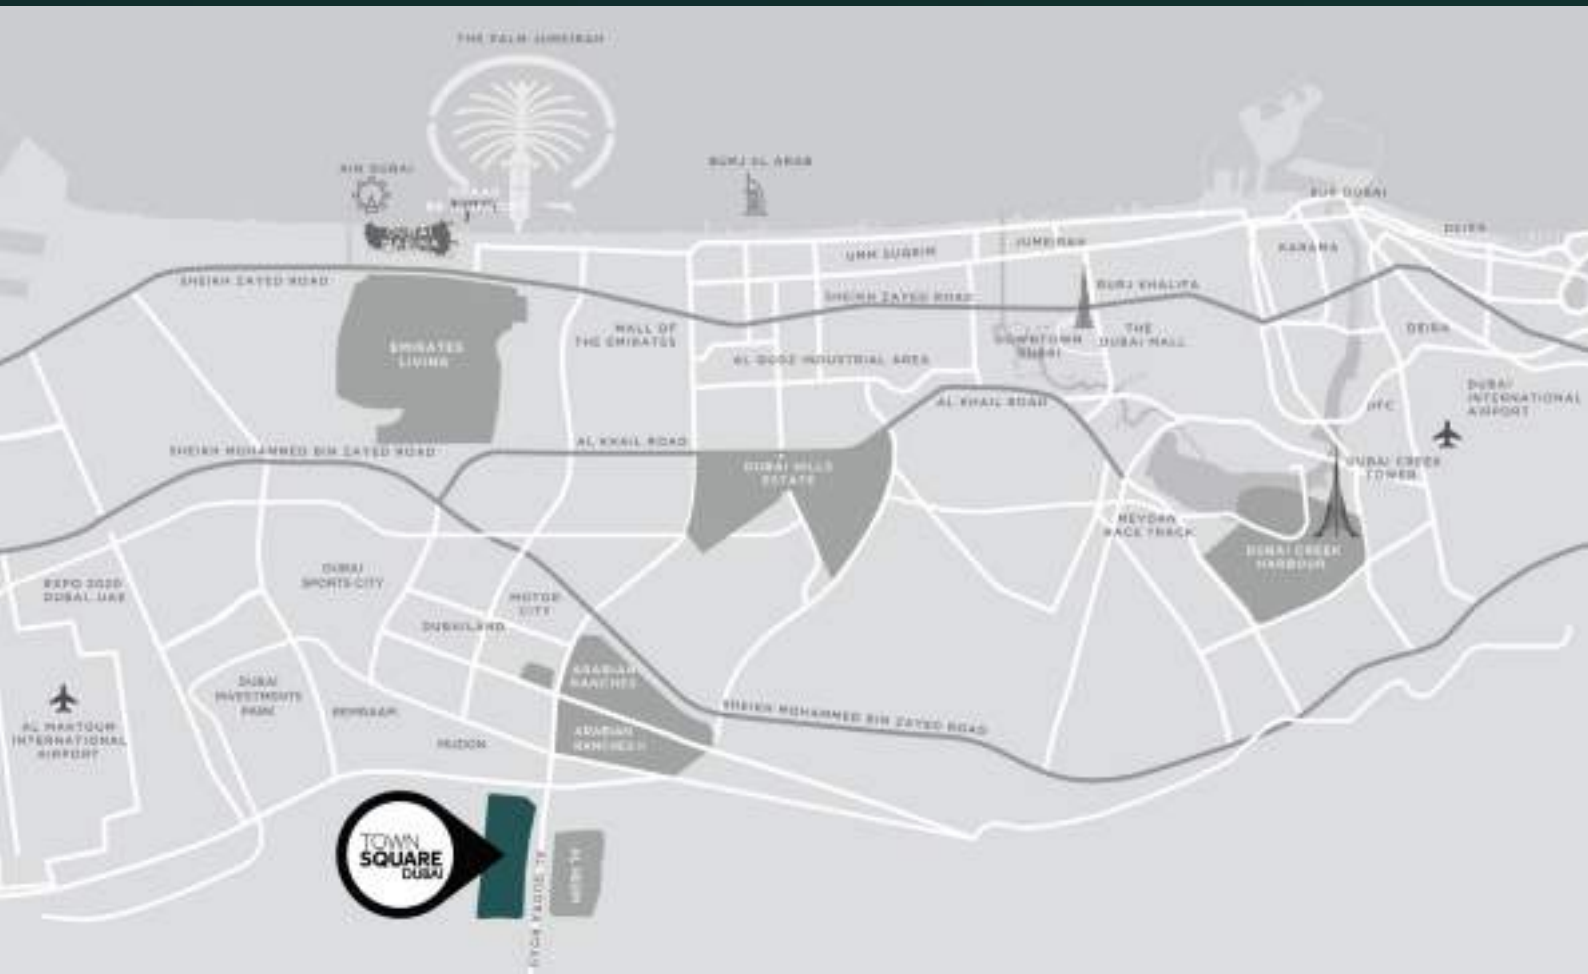 THE PALM JUMEIRAH
AIN DUBAI
BURJ AL ARAB
BUR DUBAI
DEIRA
KARAMA
JUMEIRAH
UMM SUQEIM
SHEIKH ZAYED ROAD
SHEIKH ZAYED ROAD
BURJ KHALIFA
THE
DUBAI MALL
DOWNTOWN
DUBAI
DEIRA
MALL OF
THE EMIRATES
EMIRATES
LIVING
AL QUOZ INDUSTRIAL AREA
AL KHAIL ROAD
DUBAI
INTERNATIONAL
AIRPORT
SHEIKH MOHAMMED BIN ZAYED ROAD
AL KHAIL ROAD
DUBAI HILLS
ESTATE
DUBAI CREEK
TOWER
MEYDAN
RACE TRACK
DUBAI CREEK
HARBOUR
EXPO 2020
DUBAI, UAE
DUBAI
SPORTS CITY
MOTOR
CITY
DUBAILAND
ARABIAN
RANCHES
DUBAI
INVESTMENTS
PARK
REMRAAM
MUDON
ARABIAN
RANCHES II
SHEIKH MOHAMMED BIN ZAYED ROAD
AL MAKTOUM
INTERNATIONAL
AIRPORT
TOWN
SQUARE
DUBAI
AL QUDRA ROAD